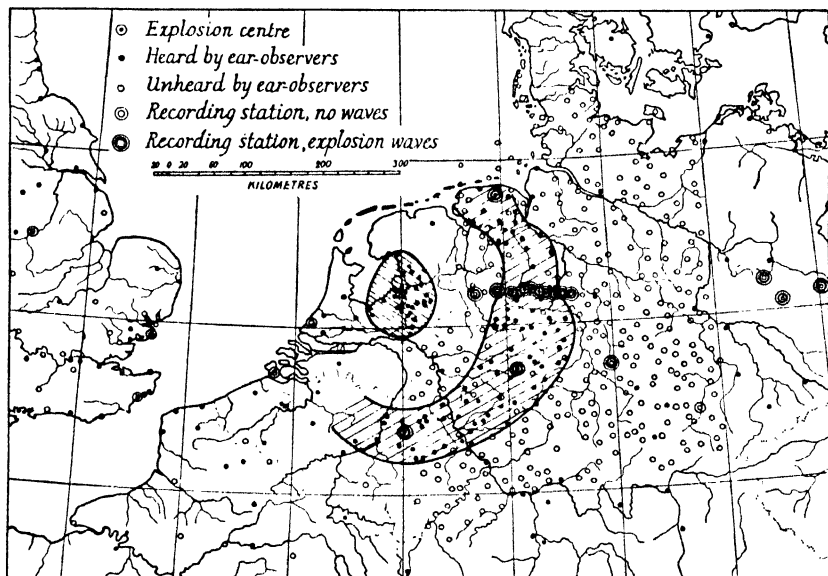 Explosion centre
Heard by ear-observers
Unheard by ear-observers
Recording station, no waves
Recording station, explosion waves
20 0 20 50 100 200 300
KILOMETRES